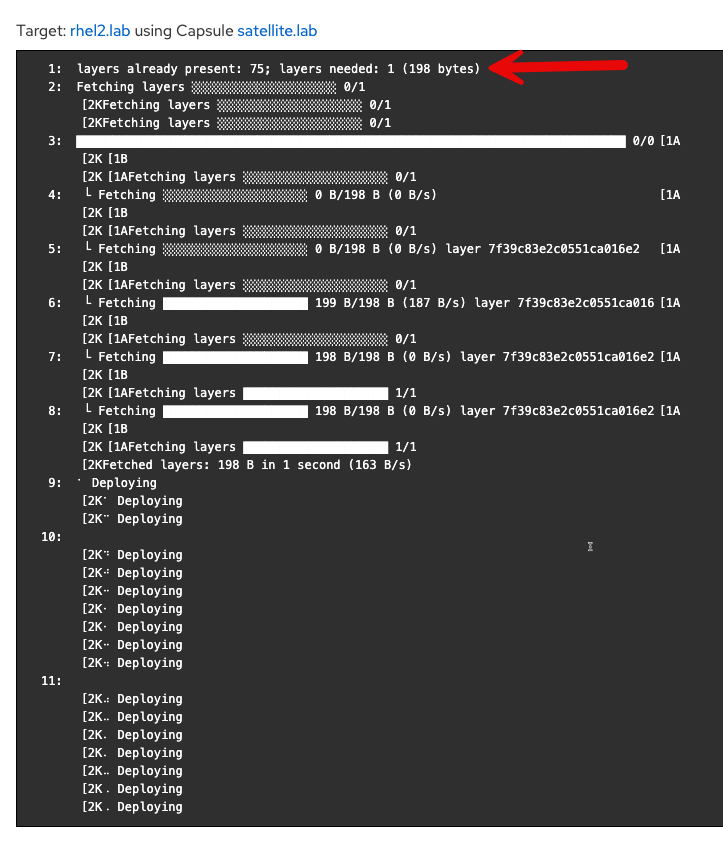 Target: rhel2.lab using Capsule satellite.lab
1: layers already present: 75; layers needed: 1 (198 bytes)
2: Fetching layers ░░░░░░░░░░░░░░░░░░░░ 0/1
[2KFetching layers ░░░░░░░░░░░░░░░░░░░░ 0/1
[2KFetching layers ░░░░░░░░░░░░░░░░░░░░ 0/1
3: 0/0 [1A
[2K [1B
[2K [1AFetching layers ░░░░░░░░░░░░░░░░░░░░ 0/1
4: └ Fetching ░░░░░░░░░░░░░░░░░░░░ 0 B/198 B (0 B/s) [1A
[2K [1B
[2K [1AFetching layers ░░░░░░░░░░░░░░░░░░░░ 0/1
5: └ Fetching ░░░░░░░░░░░░░░░░░░░░ 0 B/198 B (0 B/s) layer 7f39c83e2c0551ca016e2 [1A
[2K [1B
[2K [1AFetching layers ░░░░░░░░░░░░░░░░░░░░ 0/1
6: └ Fetching ████████████████████ 199 B/198 B (187 B/s) layer 7f39c83e2c0551ca016 [1A
[2K [1B
[2K [1AFetching layers ░░░░░░░░░░░░░░░░░░░░ 0/1
7: └ Fetching ████████████████████ 198 B/198 B (0 B/s) layer 7f39c83e2c0551ca016e2 [1A
[2K [1B
[2K [1AFetching layers ████████████████████ 1/1
8: └ Fetching ████████████████████ 198 B/198 B (0 B/s) layer 7f39c83e2c0551ca016e2 [1A
[2K [1B
[2K [1AFetching layers ████████████████████ 1/1
[2KFetched layers: 198 B in 1 second (163 B/s)
9: ⠁ Deploying
[2K⠁ Deploying
[2K⠉ Deploying
10:
[2K⠙ Deploying
[2K⠚ Deploying
[2K⠒ Deploying
[2K⠂ Deploying
[2K⠂ Deploying
[2K⠒ Deploying
[2K⠲ Deploying
11:
[2K⠴ Deploying
[2K⠤ Deploying
[2K⠄ Deploying
[2K⠄ Deploying
[2K⠤ Deploying
[2K⠠ Deploying
[2K⠠ Deploying